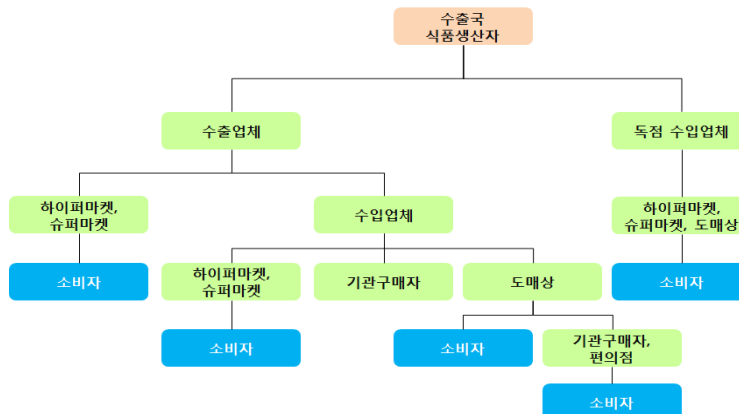 수출국
식품생산자
수출업체
독점 수입업체
하이퍼마켓,
슈퍼마켓
수입업체
하이퍼마켓,
슈퍼마켓, 도매상
소비자
하이퍼마켓,
슈퍼마켓
기관구매자
도매상
소비자
소비자
소비자
기관구매자,
편의점
소비자